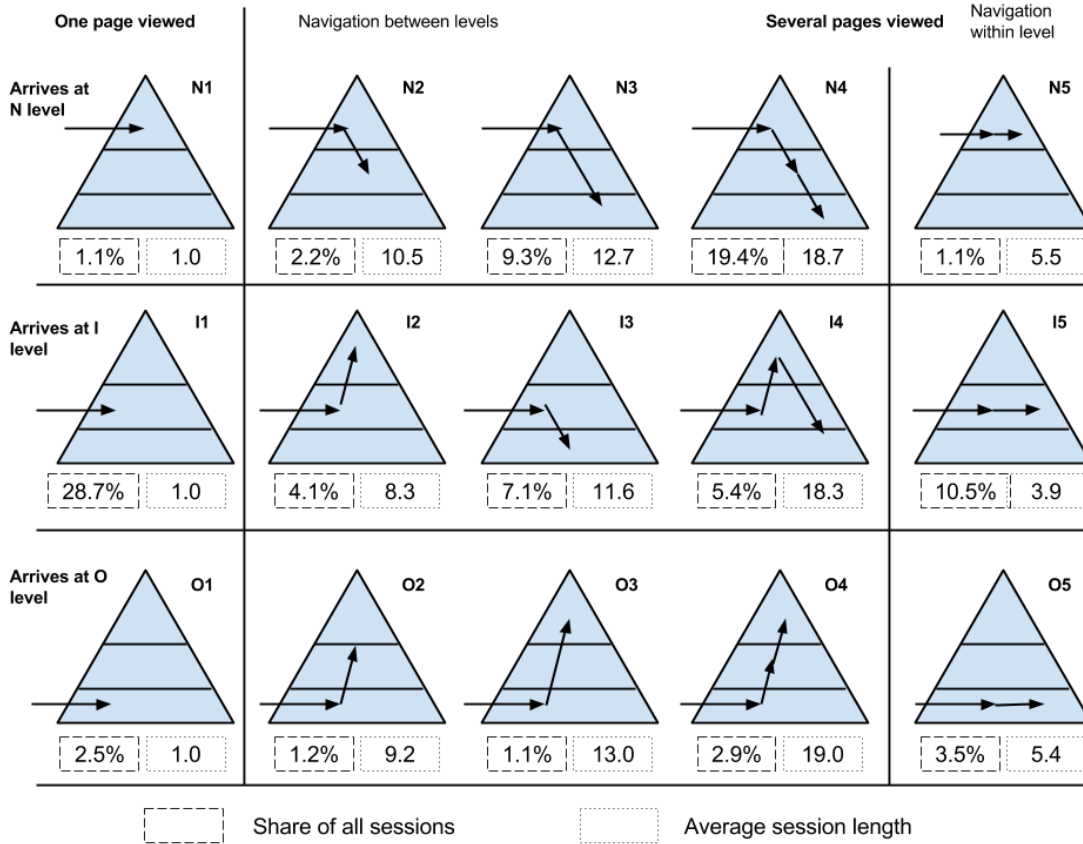 One page viewed
Navigation between levels
Several pages viewed
Navigation
within level
Arrives at
N level
N1
N2
N3
N4
N5
1.1%
1.0
2.2%
10.5
9.3%
12.7
19.4%
18.7
1.1%
5.5
Arrives at I
level
I1
I2
I3
I4
I5
28.7%
1.0
4.1%
8.3
7.1%
11.6
5.4%
18.3
10.5%
3.9
Arrives at O
level
O1
O2
O3
O4
O5
2.5%
1.0
1.2%
9.2
1.1%
13.0
2.9%
19.0
3.5%
5.4
Share of all sessions
Average session length